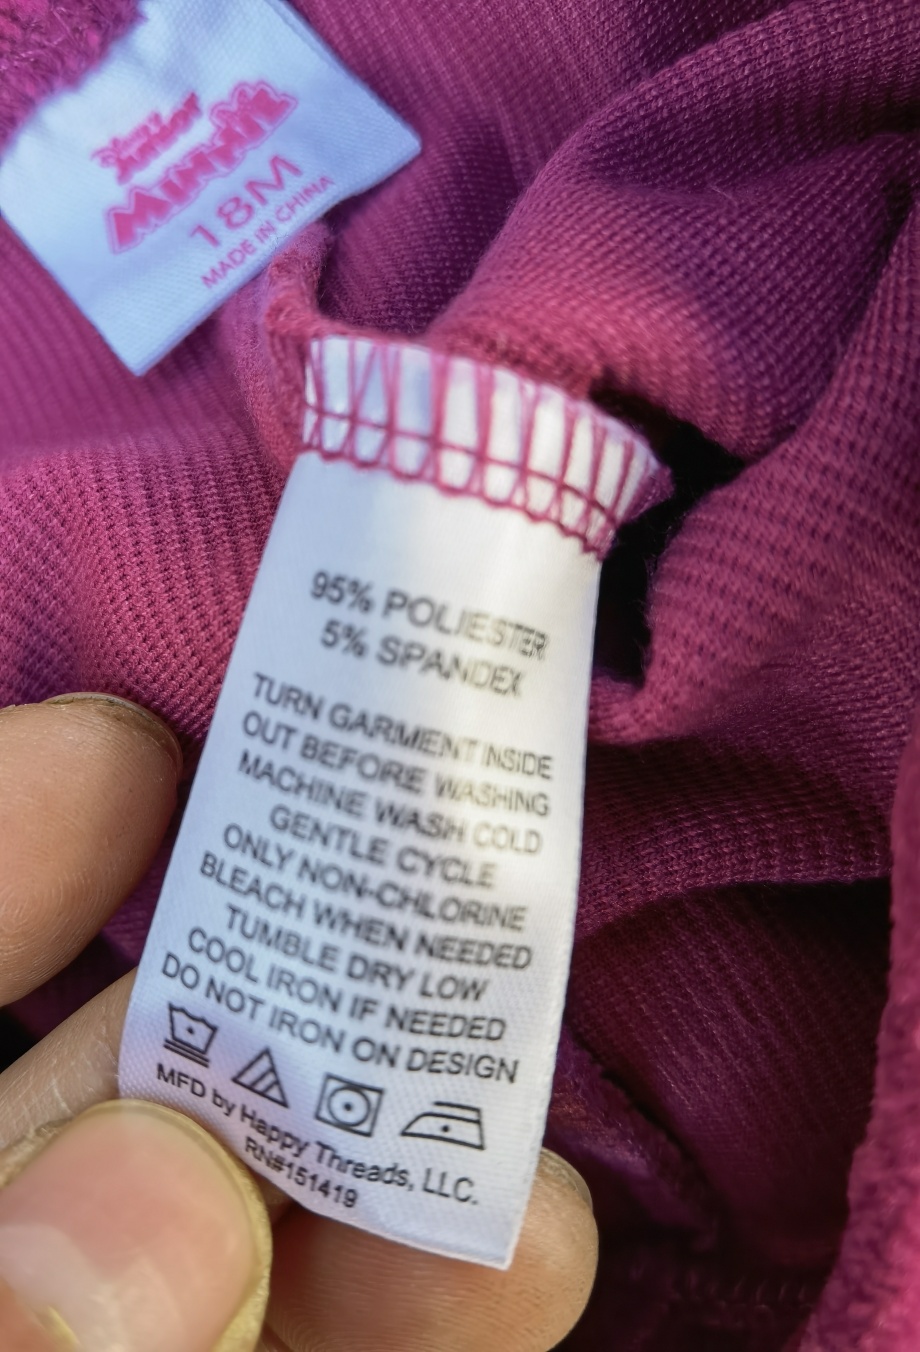 Disney
JUNIOR
MINNIE
18M
MADE IN CHINA
95% POLIESTER
5% SPANDEX
TURN GARMENT INSIDE
OUT BEFORE WASHING
MACHINE WASH COLD
GENTLE CYCLE
ONLY NON-CHLORINE
BLEACH WHEN NEEDED
TUMBLE DRY LOW
COOL IRON IF NEEDED
DO NOT IRON ON DESIGN
MFD by Happy Threads, LLC.
RN#151419